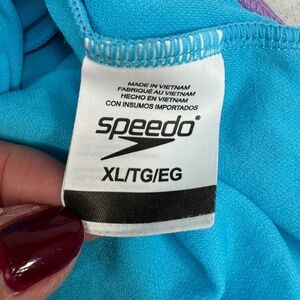 MADE IN VIETNAM
FABRIQUÉ AU VIETNAM
HECHO EN VIETNAM
CON INSUMOS IMPORTADOS
speedo
XL/TG/EG